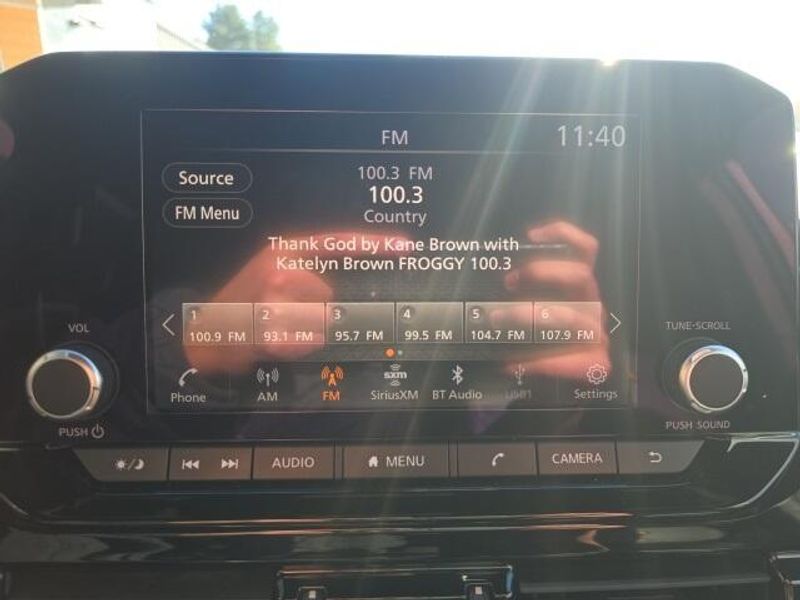 FM
11:40
Source
FM Menu
100.3 FM
100.3
Country
Thank God by Kane Brown with
Katelyn Brown FROGGY 100.3
1
100.9 FM
2
93.1 FM
3
95.7 FM
4
99.5 FM
5
104.7 FM
6
107.9 FM
Phone
AM
FM
sxm
SiriusXM
BT Audio
USB1
Settings
VOL
PUSH
TUNE-SCROLL
PUSH SOUND
AUDIO
MENU
CAMERA